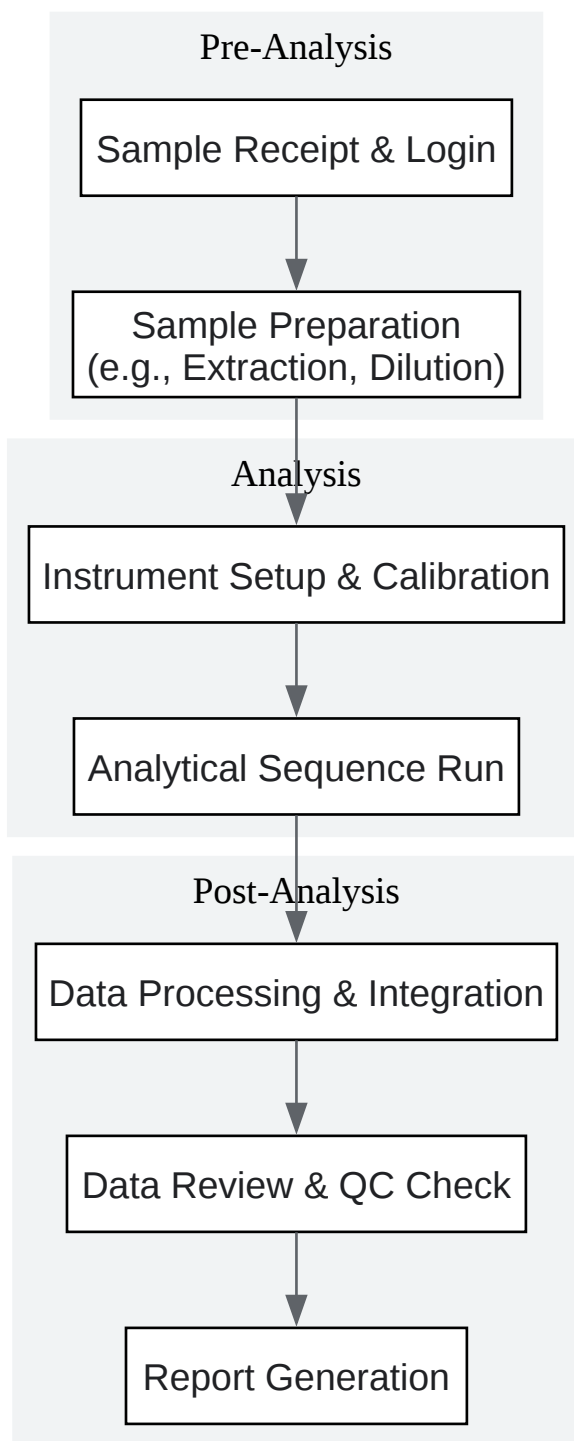 Pre-Analysis
Sample Receipt & Login
Sample Preparation
(e.g., Extraction, Dilution)
Analysis
Instrument Setup & Calibration
Analytical Sequence Run
Post-Analysis
Data Processing & Integration
Data Review & QC Check
Report Generation